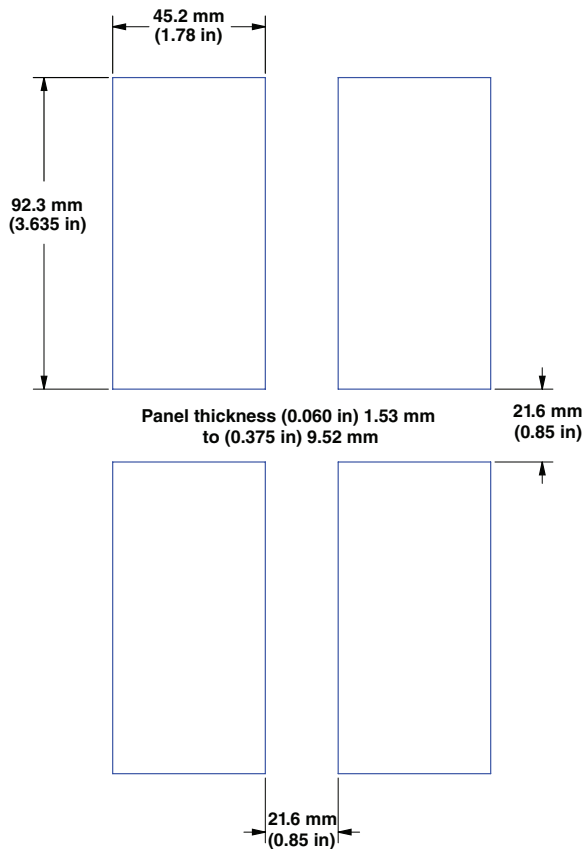 45.2 mm
(1.78 in)
92.3 mm
(3.635 in)
Panel thickness (0.060 in) 1.53 mm
to (0.375 in) 9.52 mm
21.6 mm
(0.85 in)
21.6 mm
(0.85 in)